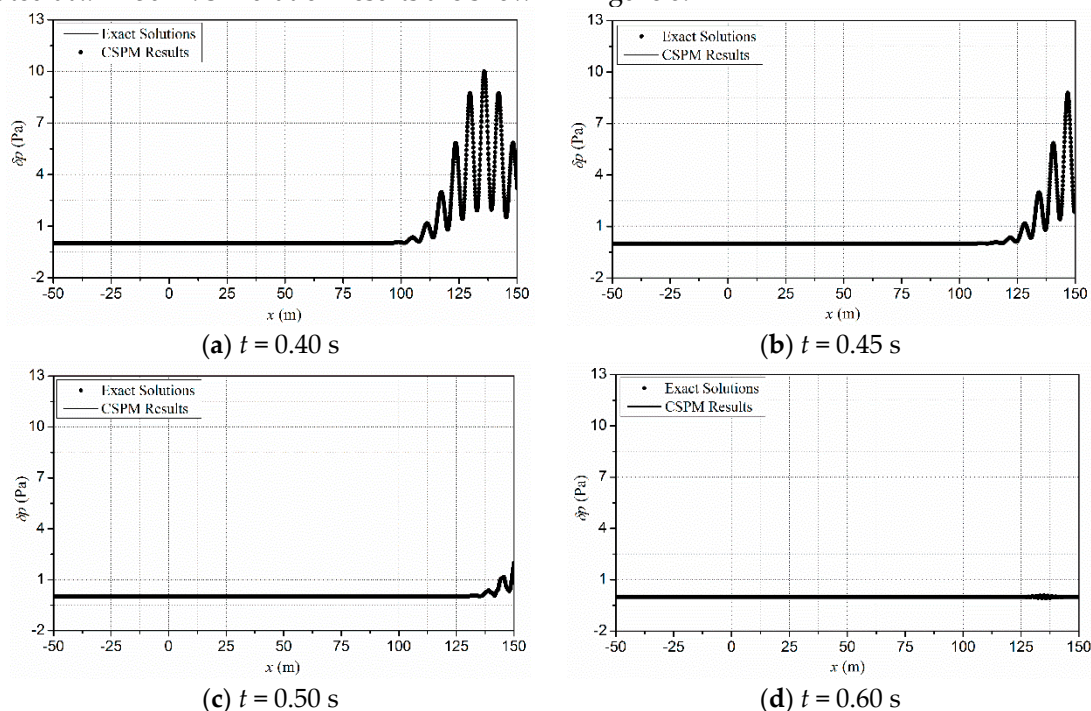 Exact Solutions
CSPM Results
13
10
7
4
1
-2
δp (Pa)
-50 -25 0 25 50 75 100 125 150
x (m)
(a) t = 0.40 s
Exact Solutions
CSPM Results
13
10
7
4
1
-2
δp (Pa)
-50 -25 0 25 50 75 100 125 150
x (m)
(b) t = 0.45 s
Exact Solutions
CSPM Results
13
10
7
4
1
-2
δp (Pa)
-50 -25 0 25 50 75 100 125 150
x (m)
(c) t = 0.50 s
Exact Solutions
CSPM Results
13
10
7
4
1
-2
δp (Pa)
-50 -25 0 25 50 75 100 125 150
x (m)
(d) t = 0.60 s